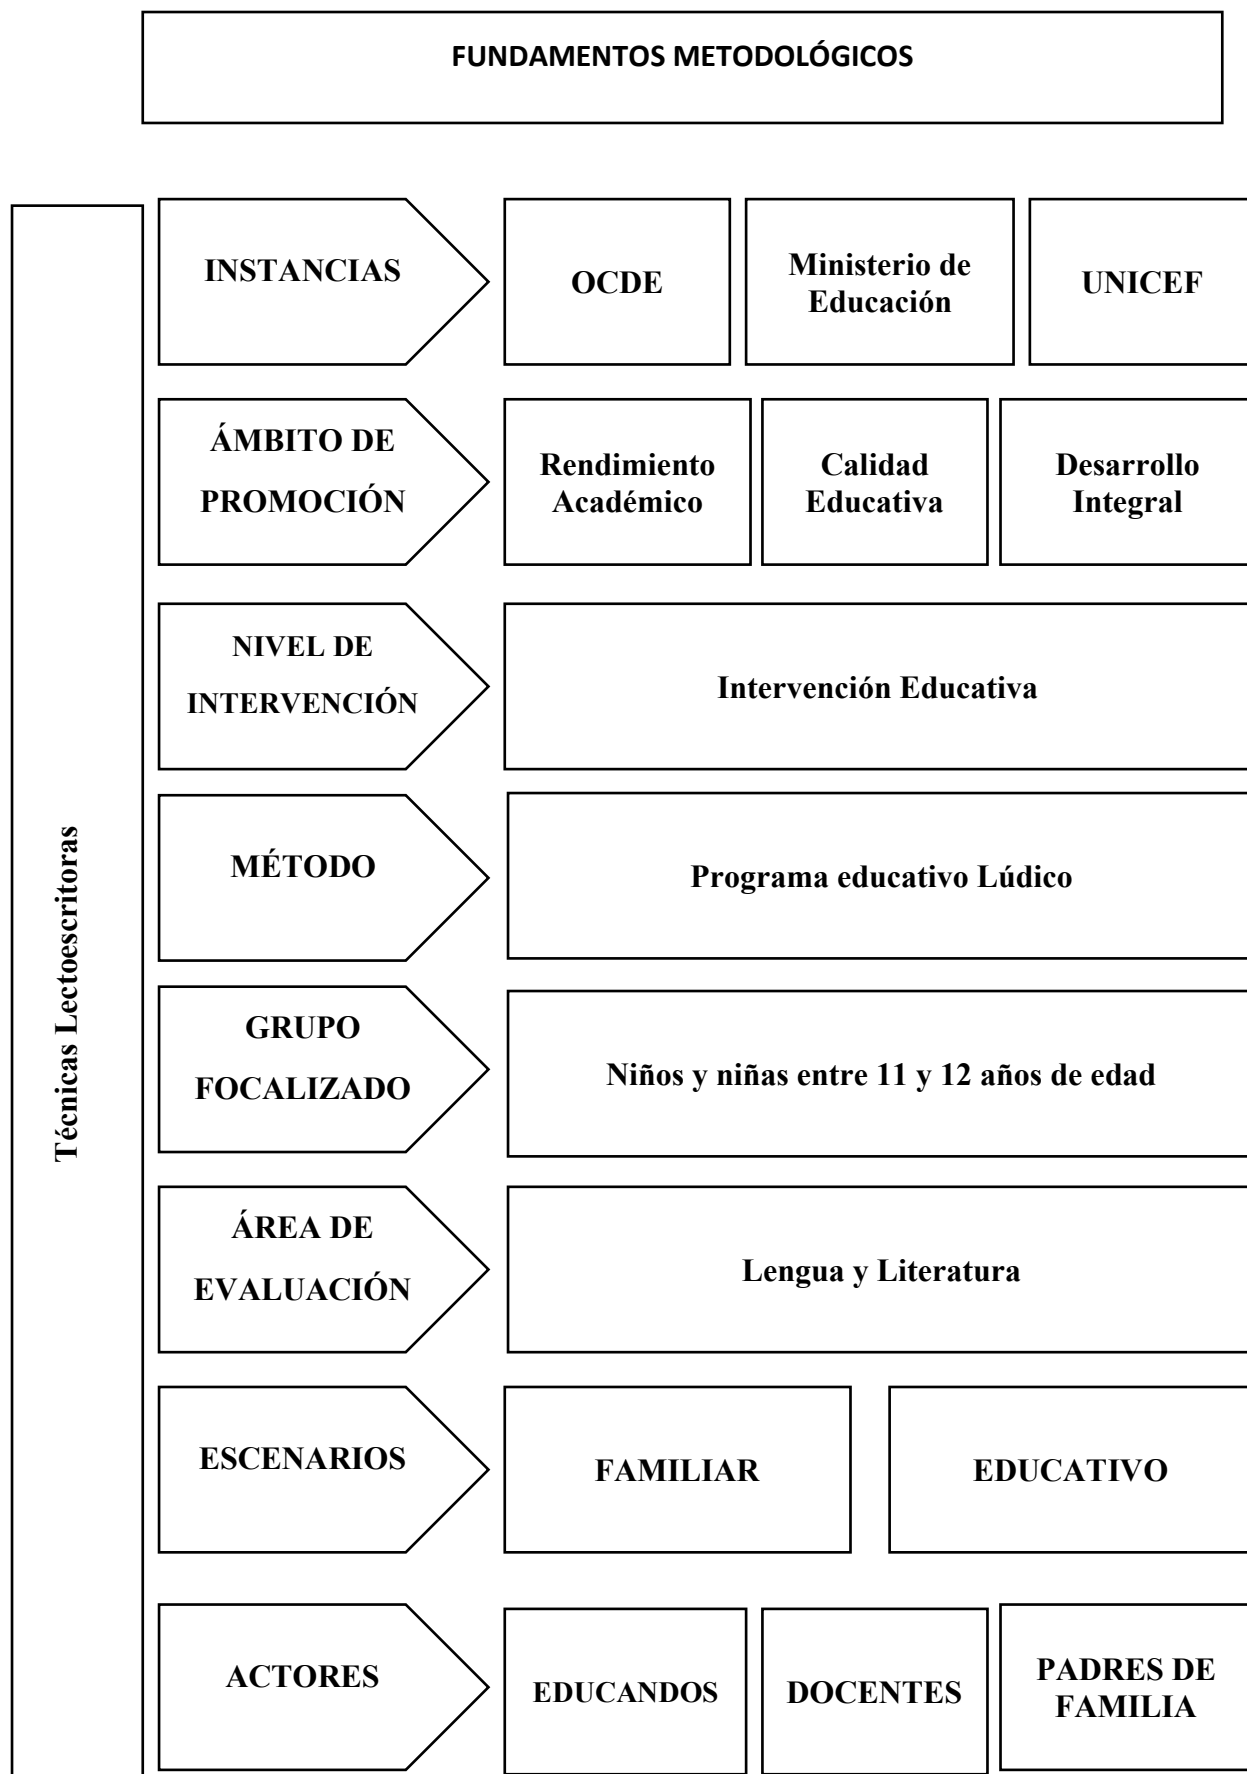 FUNDAMENTOS METODOLÓGICOS
Técnicas Lectoescritoras
INSTANCIAS
OCDE
Ministerio de
Educación
UNICEF
ÁMBITO DE
PROMOCIÓN
Rendimiento
Académico
Calidad
Educativa
Desarrollo
Integral
NIVEL DE
INTERVENCIÓN
Intervención Educativa
MÉTODO
Programa educativo Lúdico
GRUPO
FOCALIZADO
Niños y niñas entre 11 y 12 años de edad
ÁREA DE
EVALUACIÓN
Lengua y Literatura
ESCENARIOS
FAMILIAR
EDUCATIVO
ACTORES
EDUCANDOS
DOCENTES
PADRES DE
FAMILIA